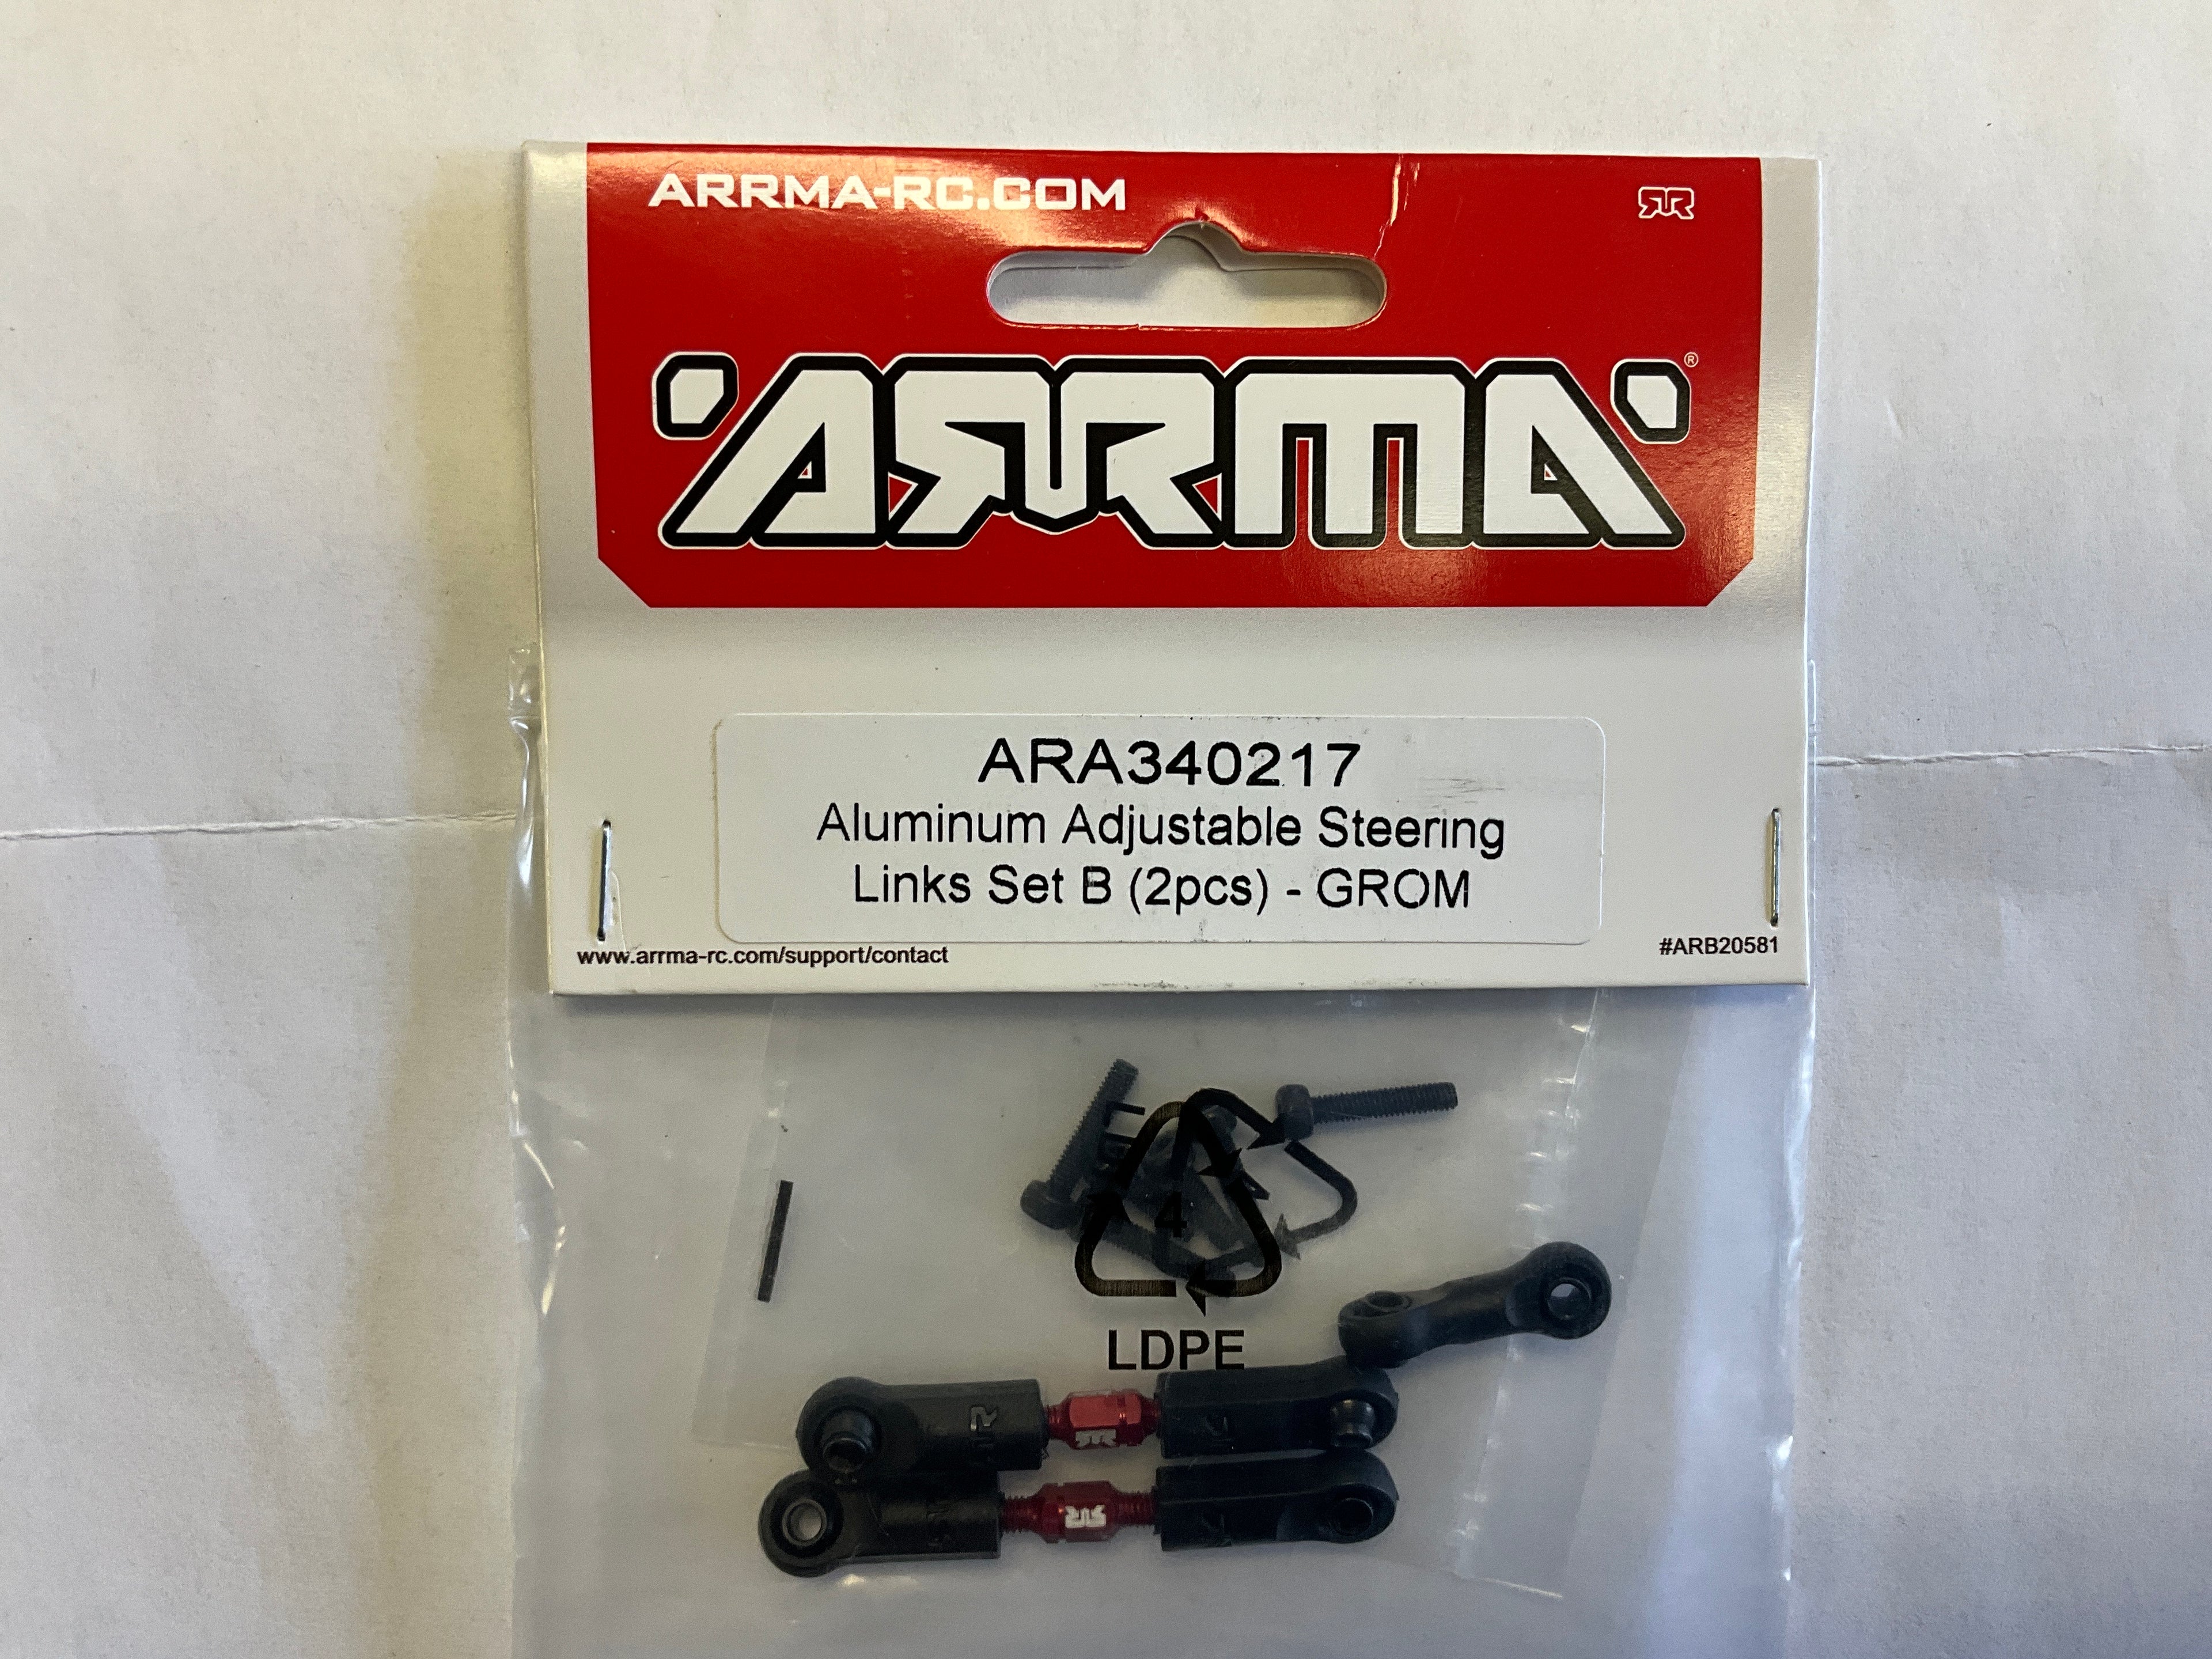 ARRMA-RC.COM
ARRMA®
ARA340217
Aluminum Adjustable Steering
Links Set B (2pcs) - GROM
www.arrma-rc.com/support/contact
#ARB20581
4
LDPE